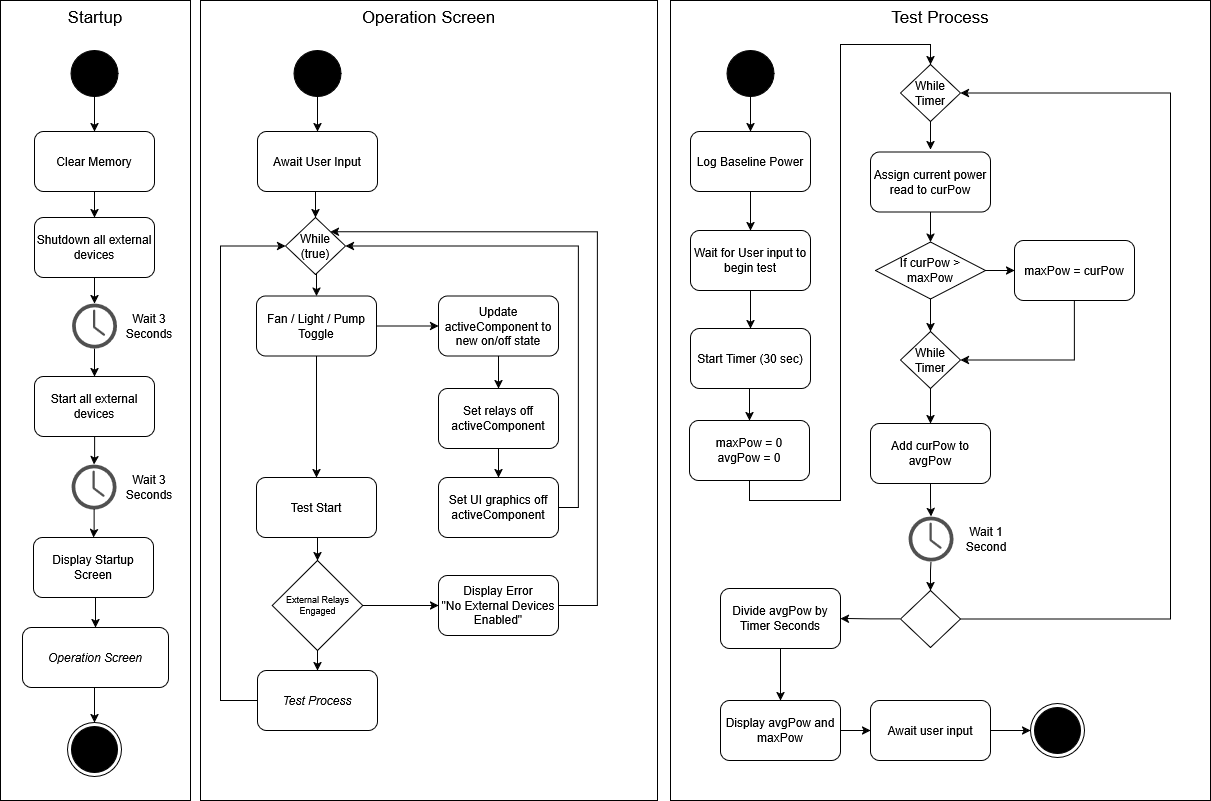 Startup
Clear Memory
Shutdown all external
devices
Wait 3
Seconds
Start all external
devices
Wait 3
Seconds
Display Startup
Screen
Operation Screen
Operation Screen
Await User Input
While
(true)
Fan / Light / Pump
Toggle
Update
activeComponent to
new on/off state
Set relays off
activeComponent
Set UI graphics off
activeComponent
Test Start
External Relays
Engaged
Display Error
"No External Devices
Enabled"
Test Process
Test Process
Log Baseline Power
Wait for User input to
begin test
Start Timer (30 sec)
maxPow = 0
avgPow = 0
While
Timer
Assign current power
read to curPow
If curPow >
maxPow
maxPow = curPow
While
Timer
Add curPow to
avgPow
Wait 1
Second
Divide avgPow by
Timer Seconds
Display avgPow and
maxPow
Await user input